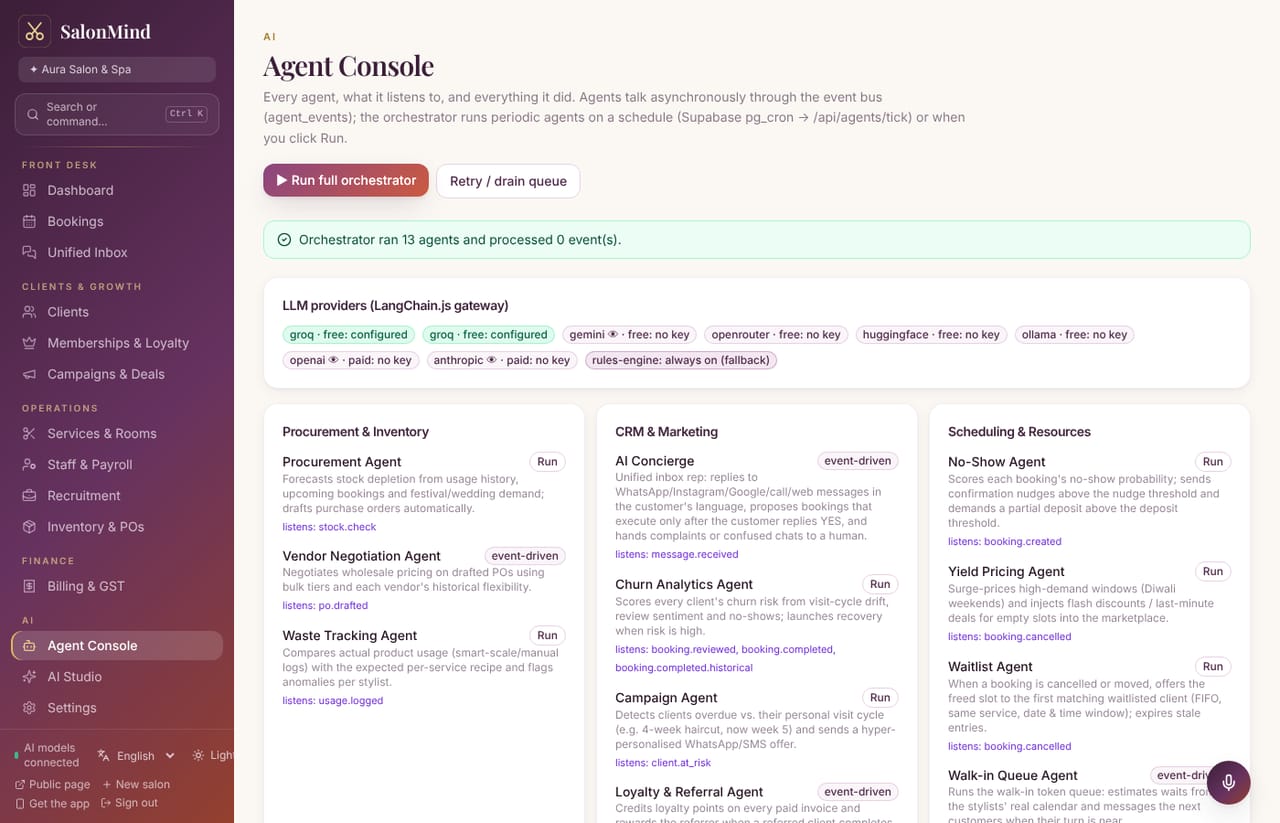 SalonMind
✦ Aura Salon & Spa
Search or
command...
Ctrl K
FRONT DESK
Dashboard
Bookings
Unified Inbox
CLIENTS & GROWTH
Clients
Memberships & Loyalty
Campaigns & Deals
OPERATIONS
Services & Rooms
Staff & Payroll
Recruitment
Inventory & POs
FINANCE
Billing & GST
AI
Agent Console
AI Studio
Settings
AI models
connected
English
Light
Public page
New salon
Get the app
Sign out
AI
Agent Console
Every agent, what it listens to, and everything it did. Agents talk asynchronously through the event bus
(agent_events); the orchestrator runs periodic agents on a schedule (Supabase pg_cron → /api/agents/tick) or when
you click Run.
▶ Run full orchestrator
Retry / drain queue
Orchestrator ran 13 agents and processed 0 event(s).
LLM providers (LangChain.js gateway)
groq · free: configured
groq · free: configured
gemini 👁 · free: no key
openrouter · free: no key
huggingface · free: no key
ollama · free: no key
openai 👁 · paid: no key
anthropic 👁 · paid: no key
rules-engine: always on (fallback)
Procurement & Inventory
Procurement Agent
Run
Forecasts stock depletion from usage history,
upcoming bookings and festival/wedding demand;
drafts purchase orders automatically.
listens: stock.check
Vendor Negotiation Agent
event-driven
Negotiates wholesale pricing on drafted POs using
bulk tiers and each vendor's historical flexibility.
listens: po.drafted
Waste Tracking Agent
Run
Compares actual product usage (smart-scale/manual
logs) with the expected per-service recipe and flags
anomalies per stylist.
listens: usage.logged
CRM & Marketing
AI Concierge
event-driven
Unified inbox rep: replies to
WhatsApp/Instagram/Google/call/web messages in
the customer's language, proposes bookings that
execute only after the customer replies YES, and
hands complaints or confused chats to a human.
listens: message.received
Churn Analytics Agent
Run
Scores every client's churn risk from visit-cycle drift,
review sentiment and no-shows; launches recovery
when risk is high.
listens: booking.reviewed, booking.completed,
booking.completed.historical
Campaign Agent
Run
Detects clients overdue vs. their personal visit cycle
(e.g. 4-week haircut, now week 5) and sends a hyper-
personalised WhatsApp/SMS offer.
listens: client.at_risk
Loyalty & Referral Agent
event-driven
Credits loyalty points on every paid invoice and
rewards the referrer when a referred client completes
Scheduling & Resources
No-Show Agent
Run
Scores each booking's no-show probability; sends
confirmation nudges above the nudge threshold and
demands a partial deposit above the deposit
threshold.
listens: booking.created
Yield Pricing Agent
Run
Surge-prices high-demand windows (Diwali
weekends) and injects flash discounts / last-minute
deals for empty slots into the marketplace.
listens: booking.cancelled
Waitlist Agent
Run
When a booking is cancelled or moved, offers the
freed slot to the first matching waitlisted client (FIFO,
same service, date & time window); expires stale
entries.
listens: booking.cancelled
Walk-in Queue Agent
Runs the walk-in token queue: estimates waits from
the stylists' real calendar and messages the next
customers when their turn is near.